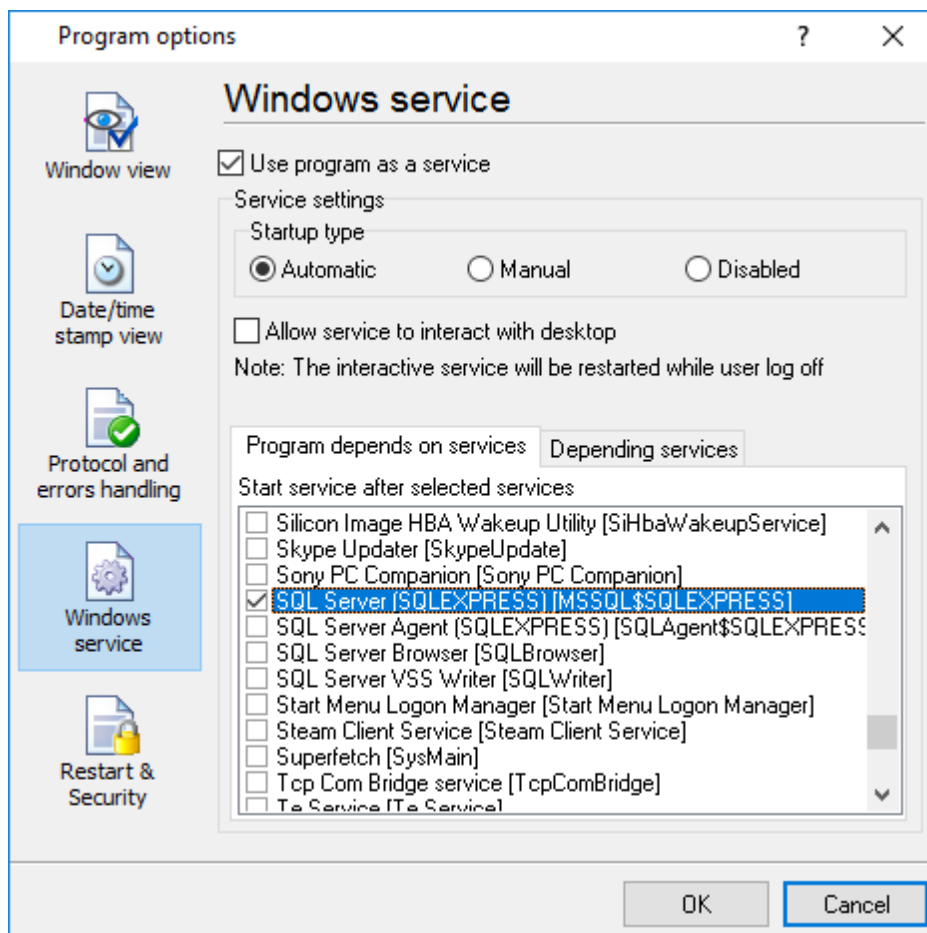 Program options
?
Windows service
Window view
Date/time
stamp view
Protocol and
errors handling
Windows
service
Restart &
Security
Use program as a service
Service settings
Startup type
Automatic
Manual
Disabled
Allow service to interact with desktop
Note: The interactive service will be restarted while user log off
Program depends on services
Depending services
Start service after selected services
Silicon Image HBA Wakeup Utility [SiHbaWakeupService]
Skype Updater [SkypeUpdate]
Sony PC Companion [Sony PC Companion]
SQL Server (SQLEXPRESS) [MSSQL$SQLEXPRESS]
SQL Server Agent (SQLEXPRESS) [SQLAgent$SQLEXPRESS
SQL Server Browser [SQLBrowser]
SQL Server VSS Writer [SQLWriter]
Start Menu Logon Manager [Start Menu Logon Manager]
Steam Client Service [Steam Client Service]
Superfetch [SysMain]
Tcp Com Bridge service [TcpComBridge]
Te.Service [Te.Service]
OK
Cancel